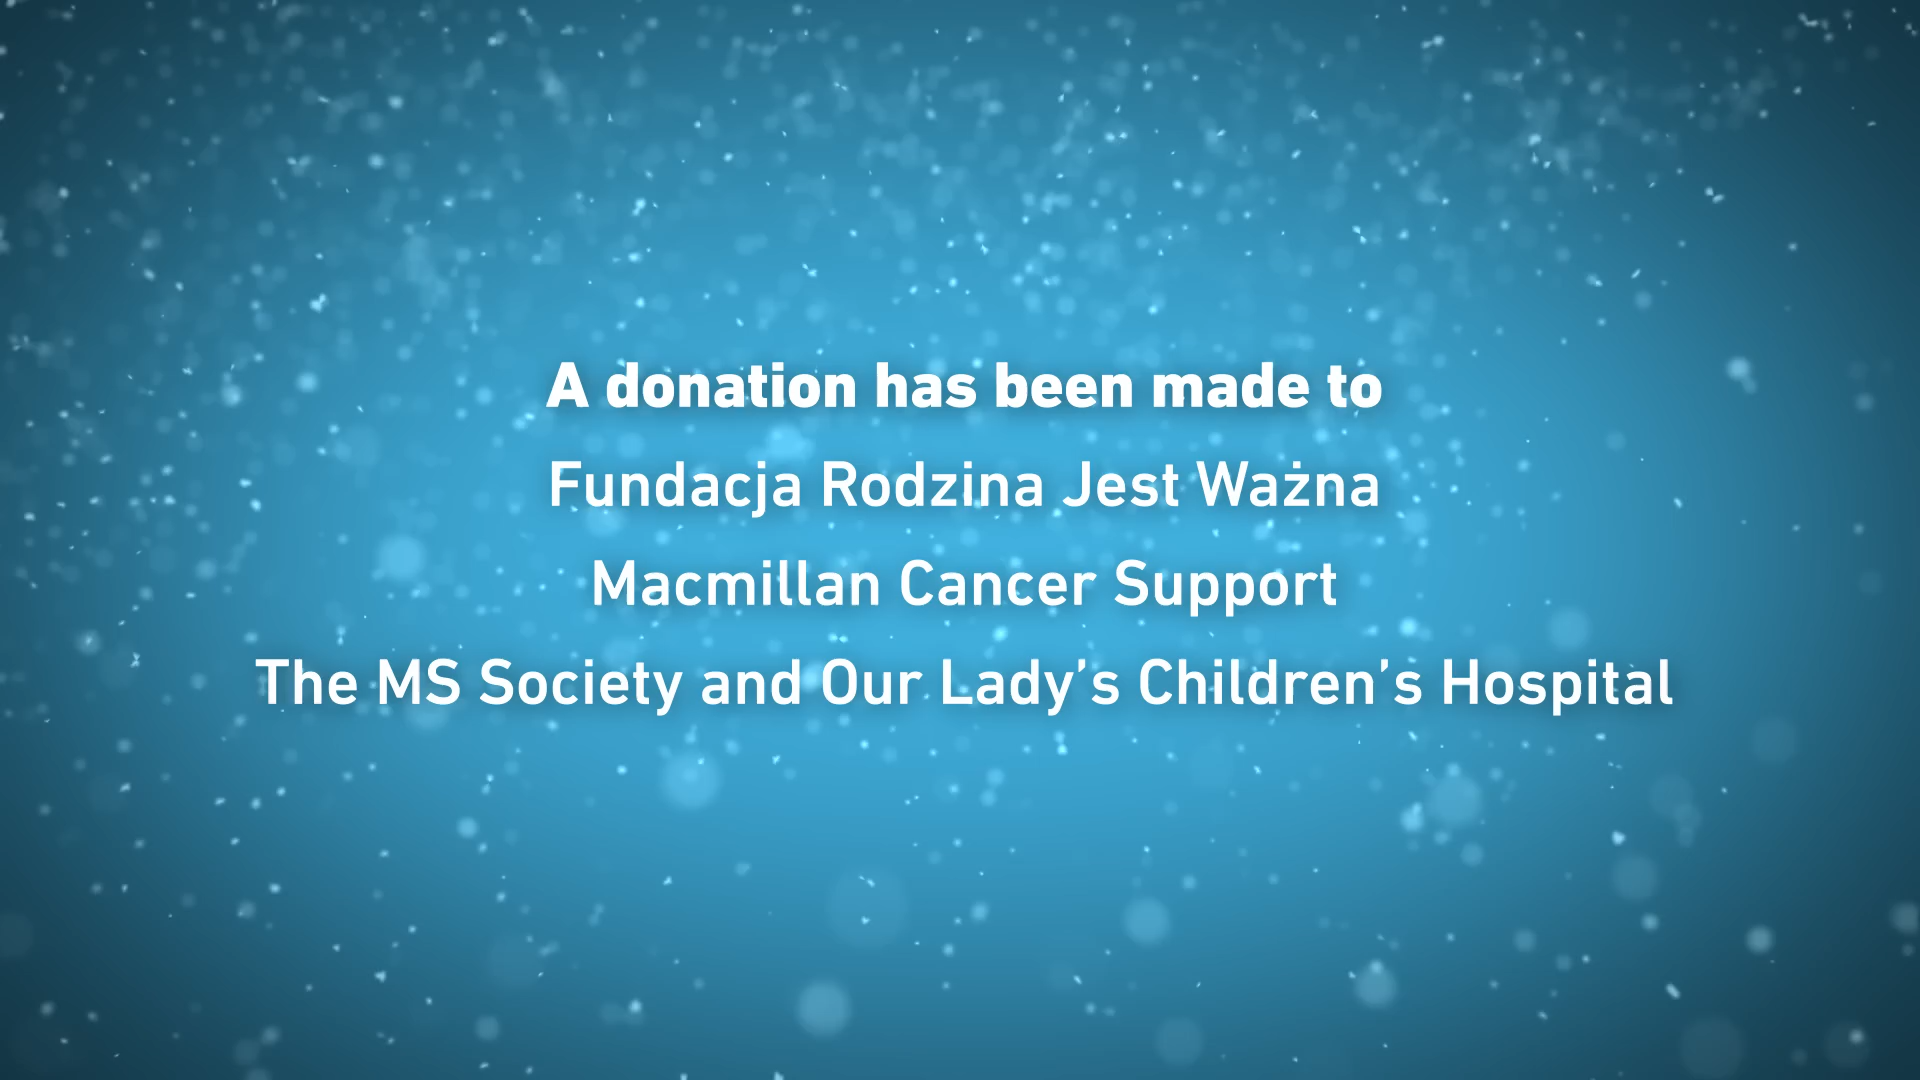 A donation has been made to
Fundacja Rodzina Jest Ważna
Macmillan Cancer Support
The MS Society and Our Lady’s Children’s Hospital